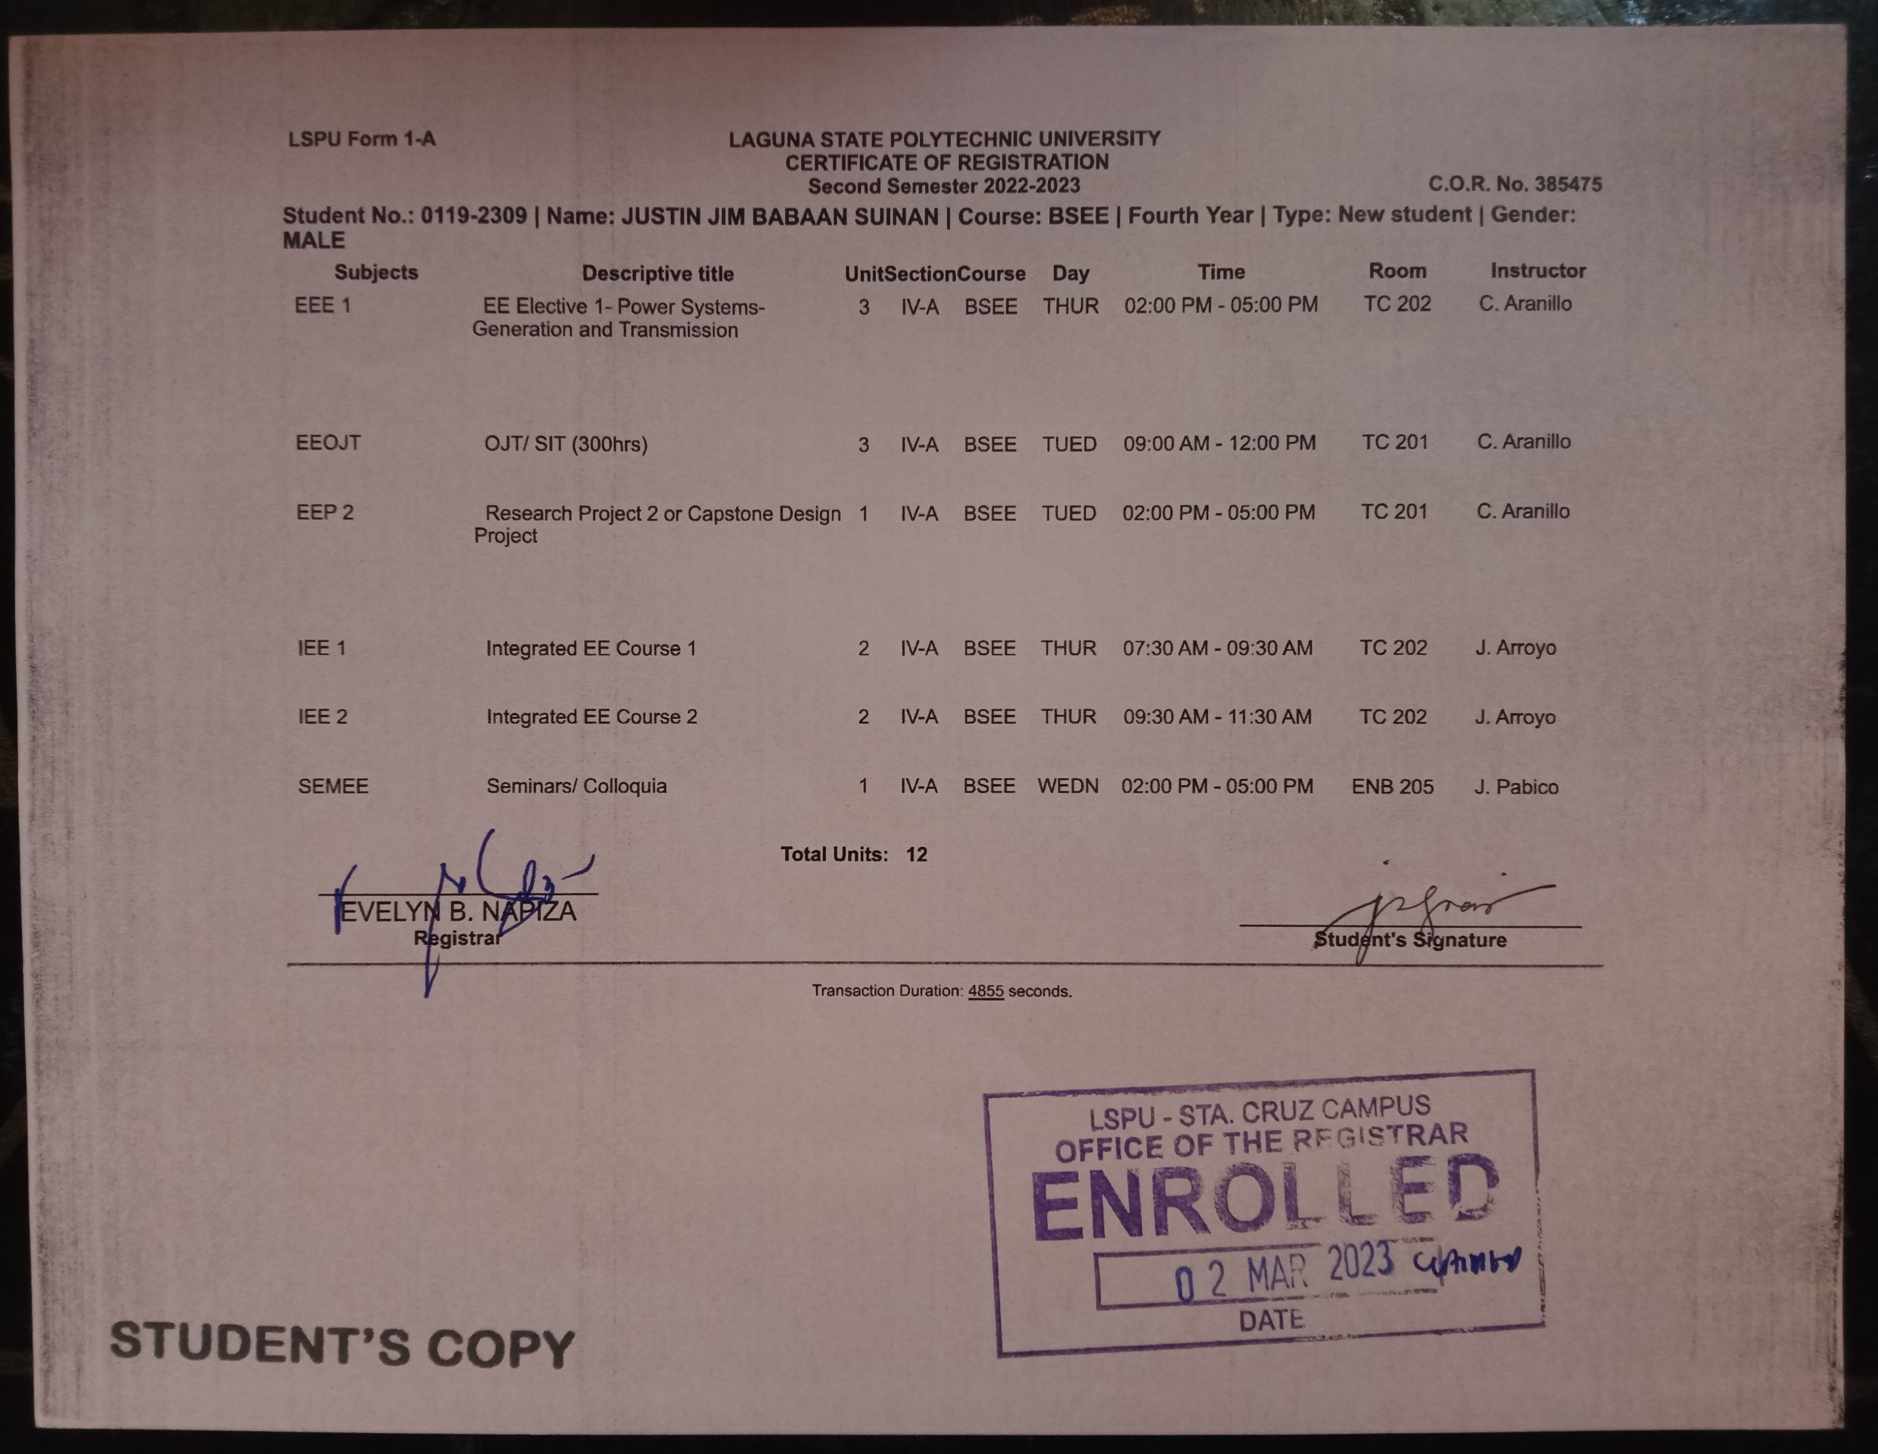 LSPU Form 1-A
LAGUNA STATE POLYTECHNIC UNIVERSITY
CERTIFICATE OF REGISTRATION
Second Semester 2022-2023
C.O.R. No. 385475
Student No.: 0119-2309 | Name: JUSTIN JIM BABAAN SUINAN | Course: BSEE | Fourth Year | Type: New student | Gender:
MALE
Subjects Descriptive title UnitSectionCourse Day Time Room Instructor
EEE 1 EE Elective 1- Power Systems- 3 IV-A BSEE THUR 02:00 PM - 05:00 PM TC 202 C. Aranillo
Generation and Transmission
EEOJT OJT/ SIT (300hrs) 3 IV-A BSEE TUED 09:00 AM - 12:00 PM TC 201 C. Aranillo
EEP 2 Research Project 2 or Capstone Design 1 IV-A BSEE TUED 02:00 PM - 05:00 PM TC 201 C. Aranillo
Project
IEE 1 Integrated EE Course 1 2 IV-A BSEE THUR 07:30 AM - 09:30 AM TC 202 J. Arroyo
IEE 2 Integrated EE Course 2 2 IV-A BSEE THUR 09:30 AM - 11:30 AM TC 202 J. Arroyo
SEMEE Seminars/ Colloquia 1 IV-A BSEE WEDN 02:00 PM - 05:00 PM ENB 205 J. Pabico
Total Units: 12
EVELYN B. NAPIZA
Registrar
Student's Signature
Transaction Duration: 4855 seconds.
LSPU - STA. CRUZ CAMPUS
OFFICE OF THE REGISTRAR
ENROLLED
02 MAR 2023
DATE
STUDENT'S COPY